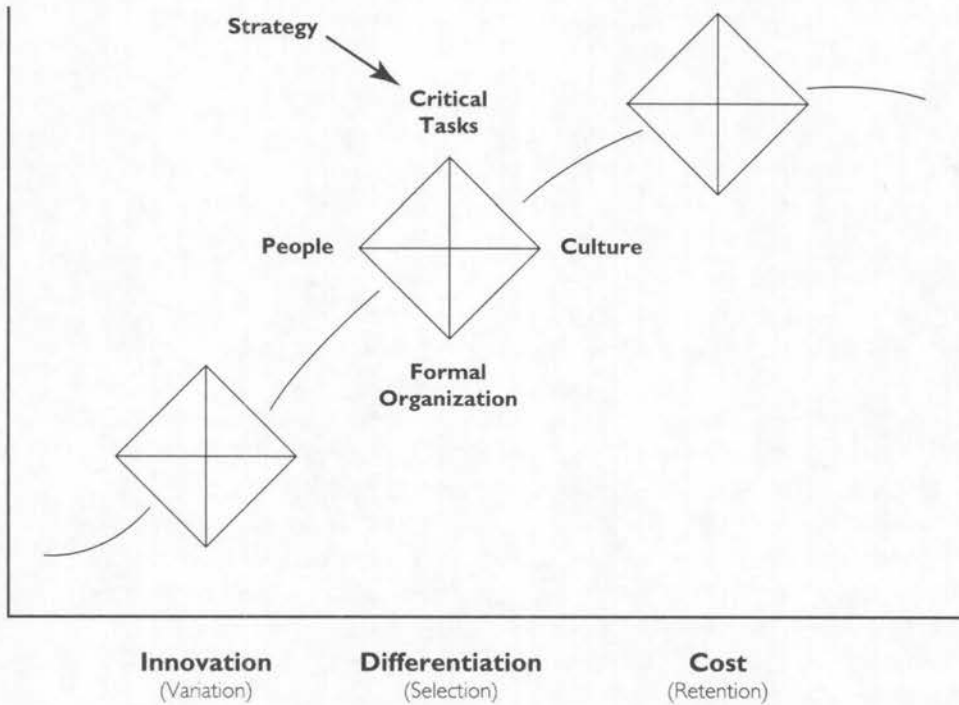 Strategy
Critical
Tasks
People
Culture
Formal
Organization
Innovation
Differentiation
Cost
(Variation)
(Selection)
(Retention)